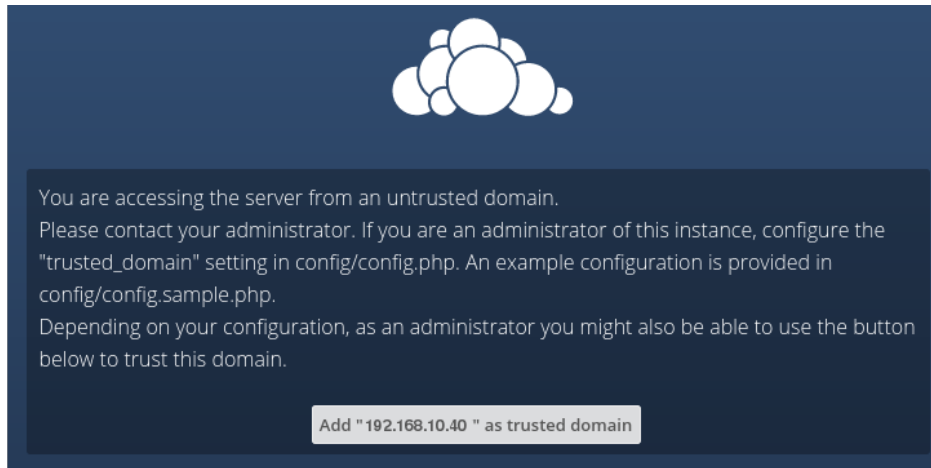 You are accessing the server from an untrusted domain.
Please contact your administrator. If you are an administrator of this instance, configure the
"trusted_domain" setting in config/config.php. An example configuration is provided in
config/config.sample.php.
Depending on your configuration, as an administrator you might also be able to use the button
below to trust this domain.
Add "192.168.10.40 " as trusted domain